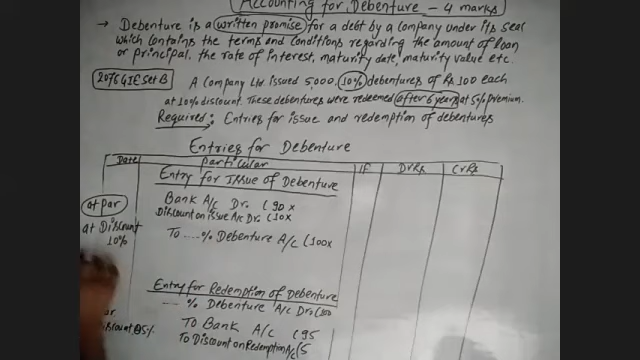 Accounting for Debenture - 4 marks
→ Debenture is a written promise for a debt by a company under its seal
which contains the terms and conditions regarding the amount of loan
or principal, the rate of interest, maturity date, maturity value etc.
2076 GIE Set B A Company Ltd issued 5,000, 10% debentures of Rs. 100 each
at 10% discount. These debentures were redeemed after 6 years at 5% premium.
Required: Entries for issue and redemption of debentures
Entries for Debenture
Date Particular lF Dr Rs Cr Rs
Entry for Issue of Debenture
at par Bank A/C Dr. (90 x
at Discount Discount on issue A/C Dr. (10x
10% To ....% Debenture A/C (100x
Entry for Redemption of Debenture
....% Debenture A/C Dr. (100
To Bank A/C (95
Discount @5% To Discount on Redemption A/C (5